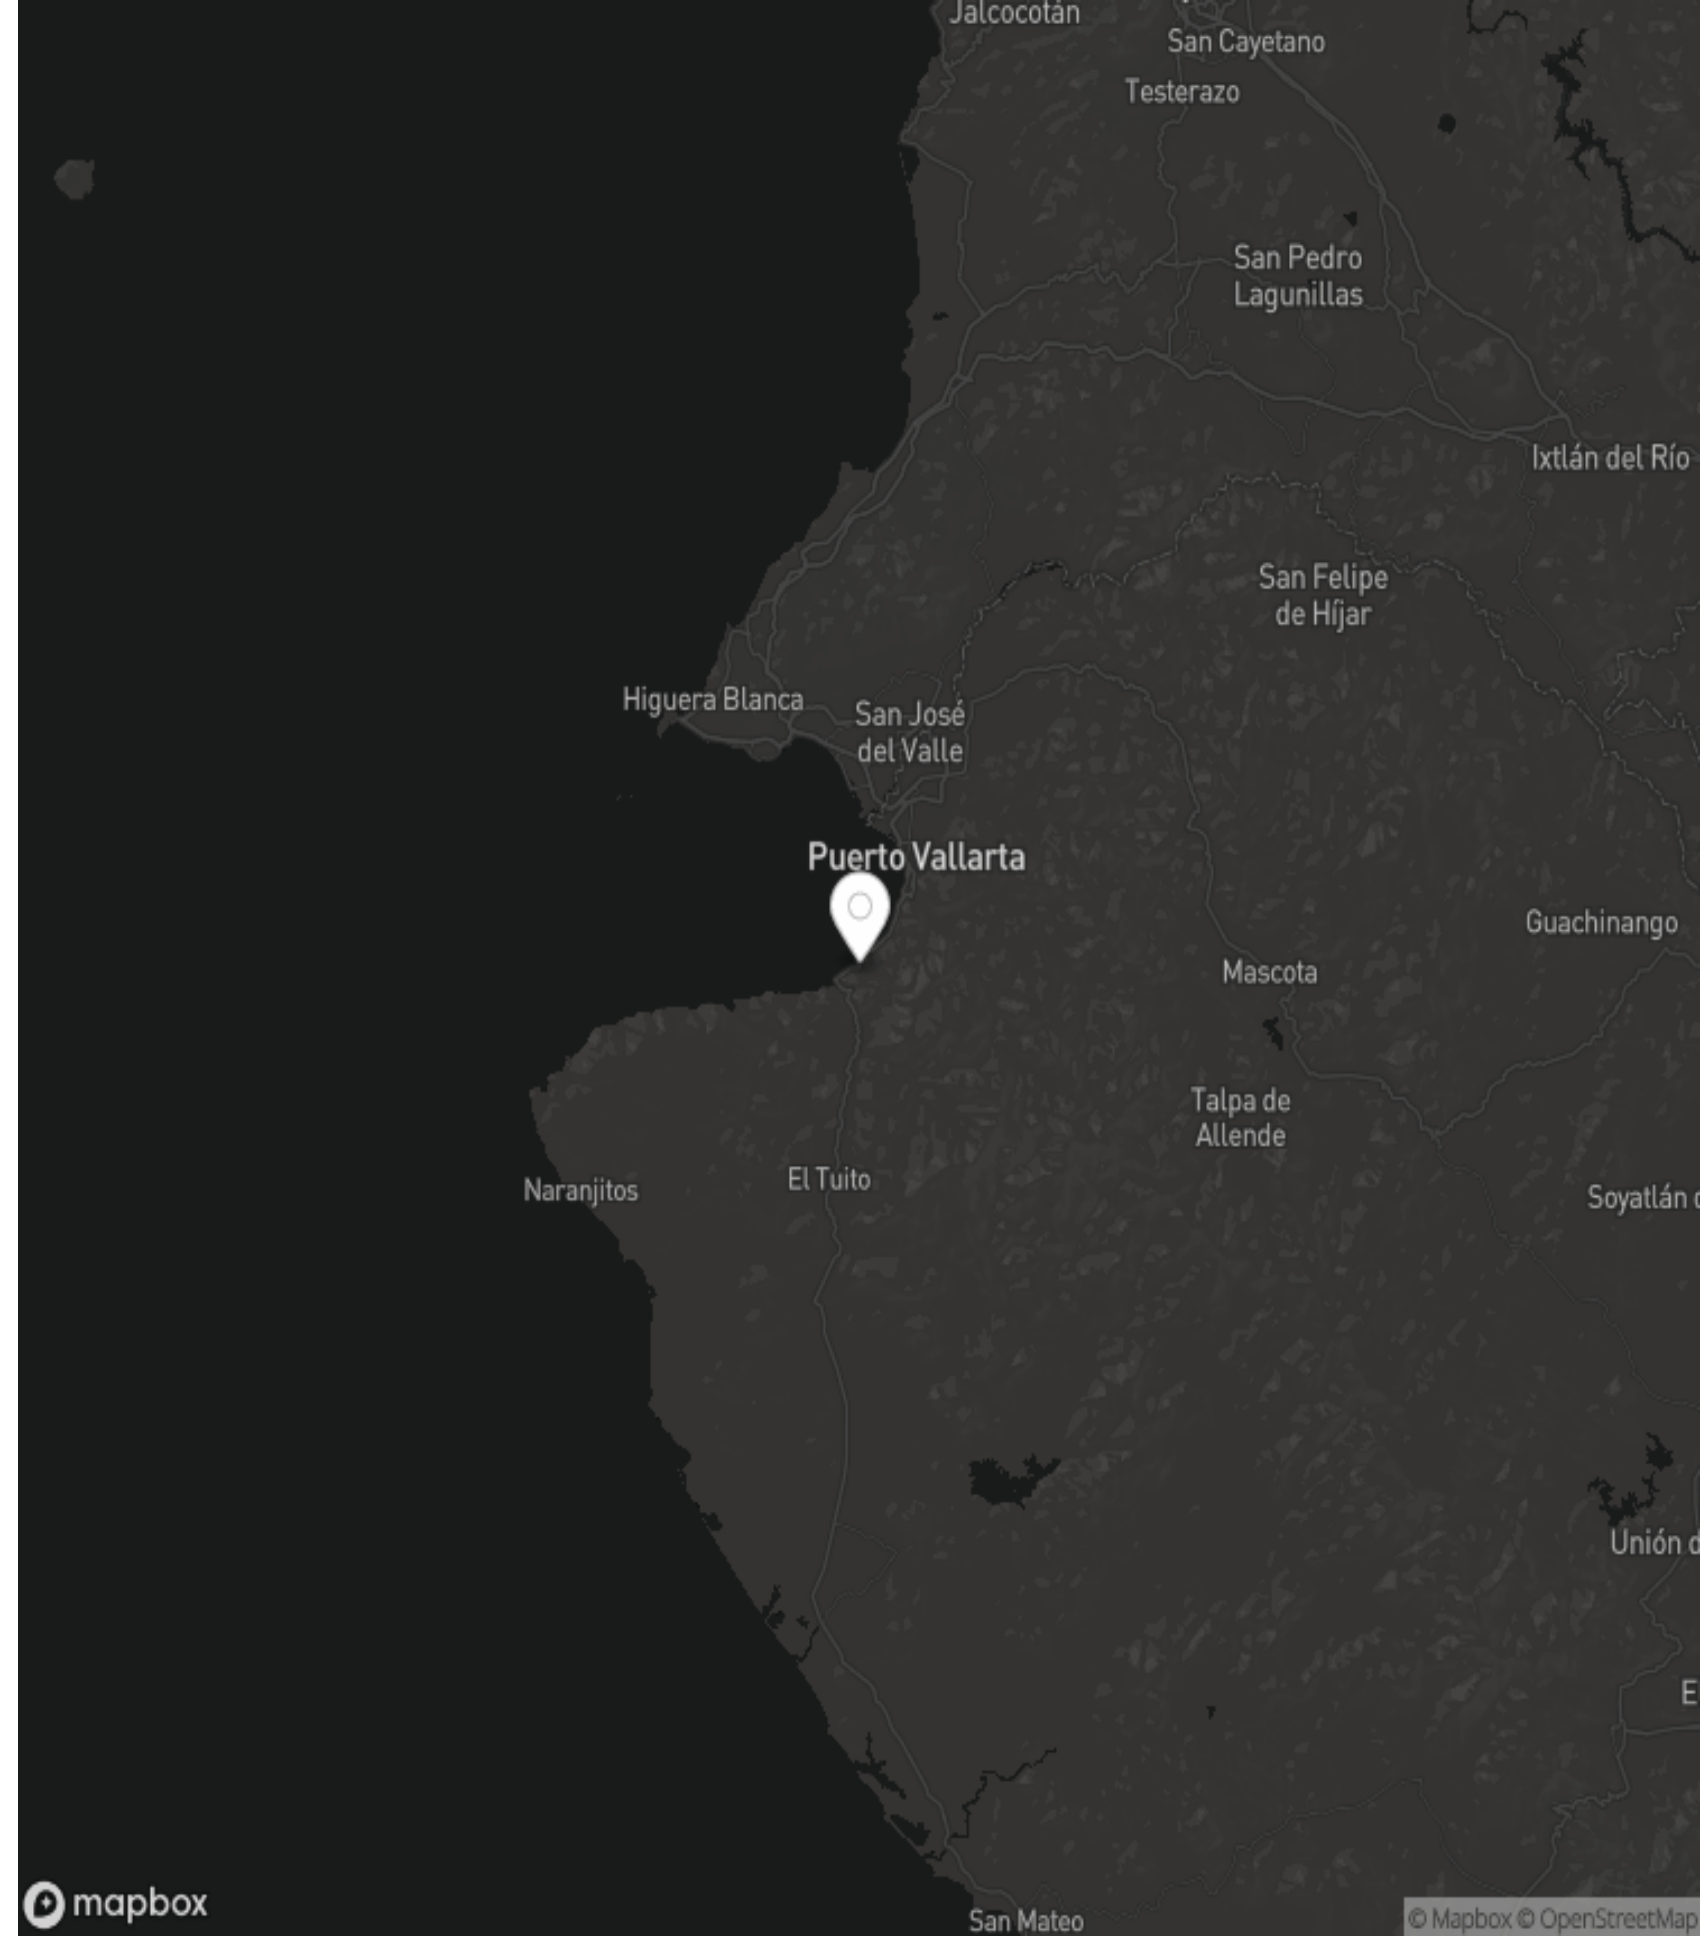 Jalcocotán
San Cayetano
Testerazo
San Pedro
Lagunillas
Ixtlán del Río
San Felipe
de Híjar
Higuera Blanca
San José
del Valle
Puerto Vallarta
Guachinango
Mascota
Talpa de
Allende
El Tuito
Naranjitos
Soyatlán
Unión
E
mapbox
© Mapbox © OpenStreetMap
San Mateo